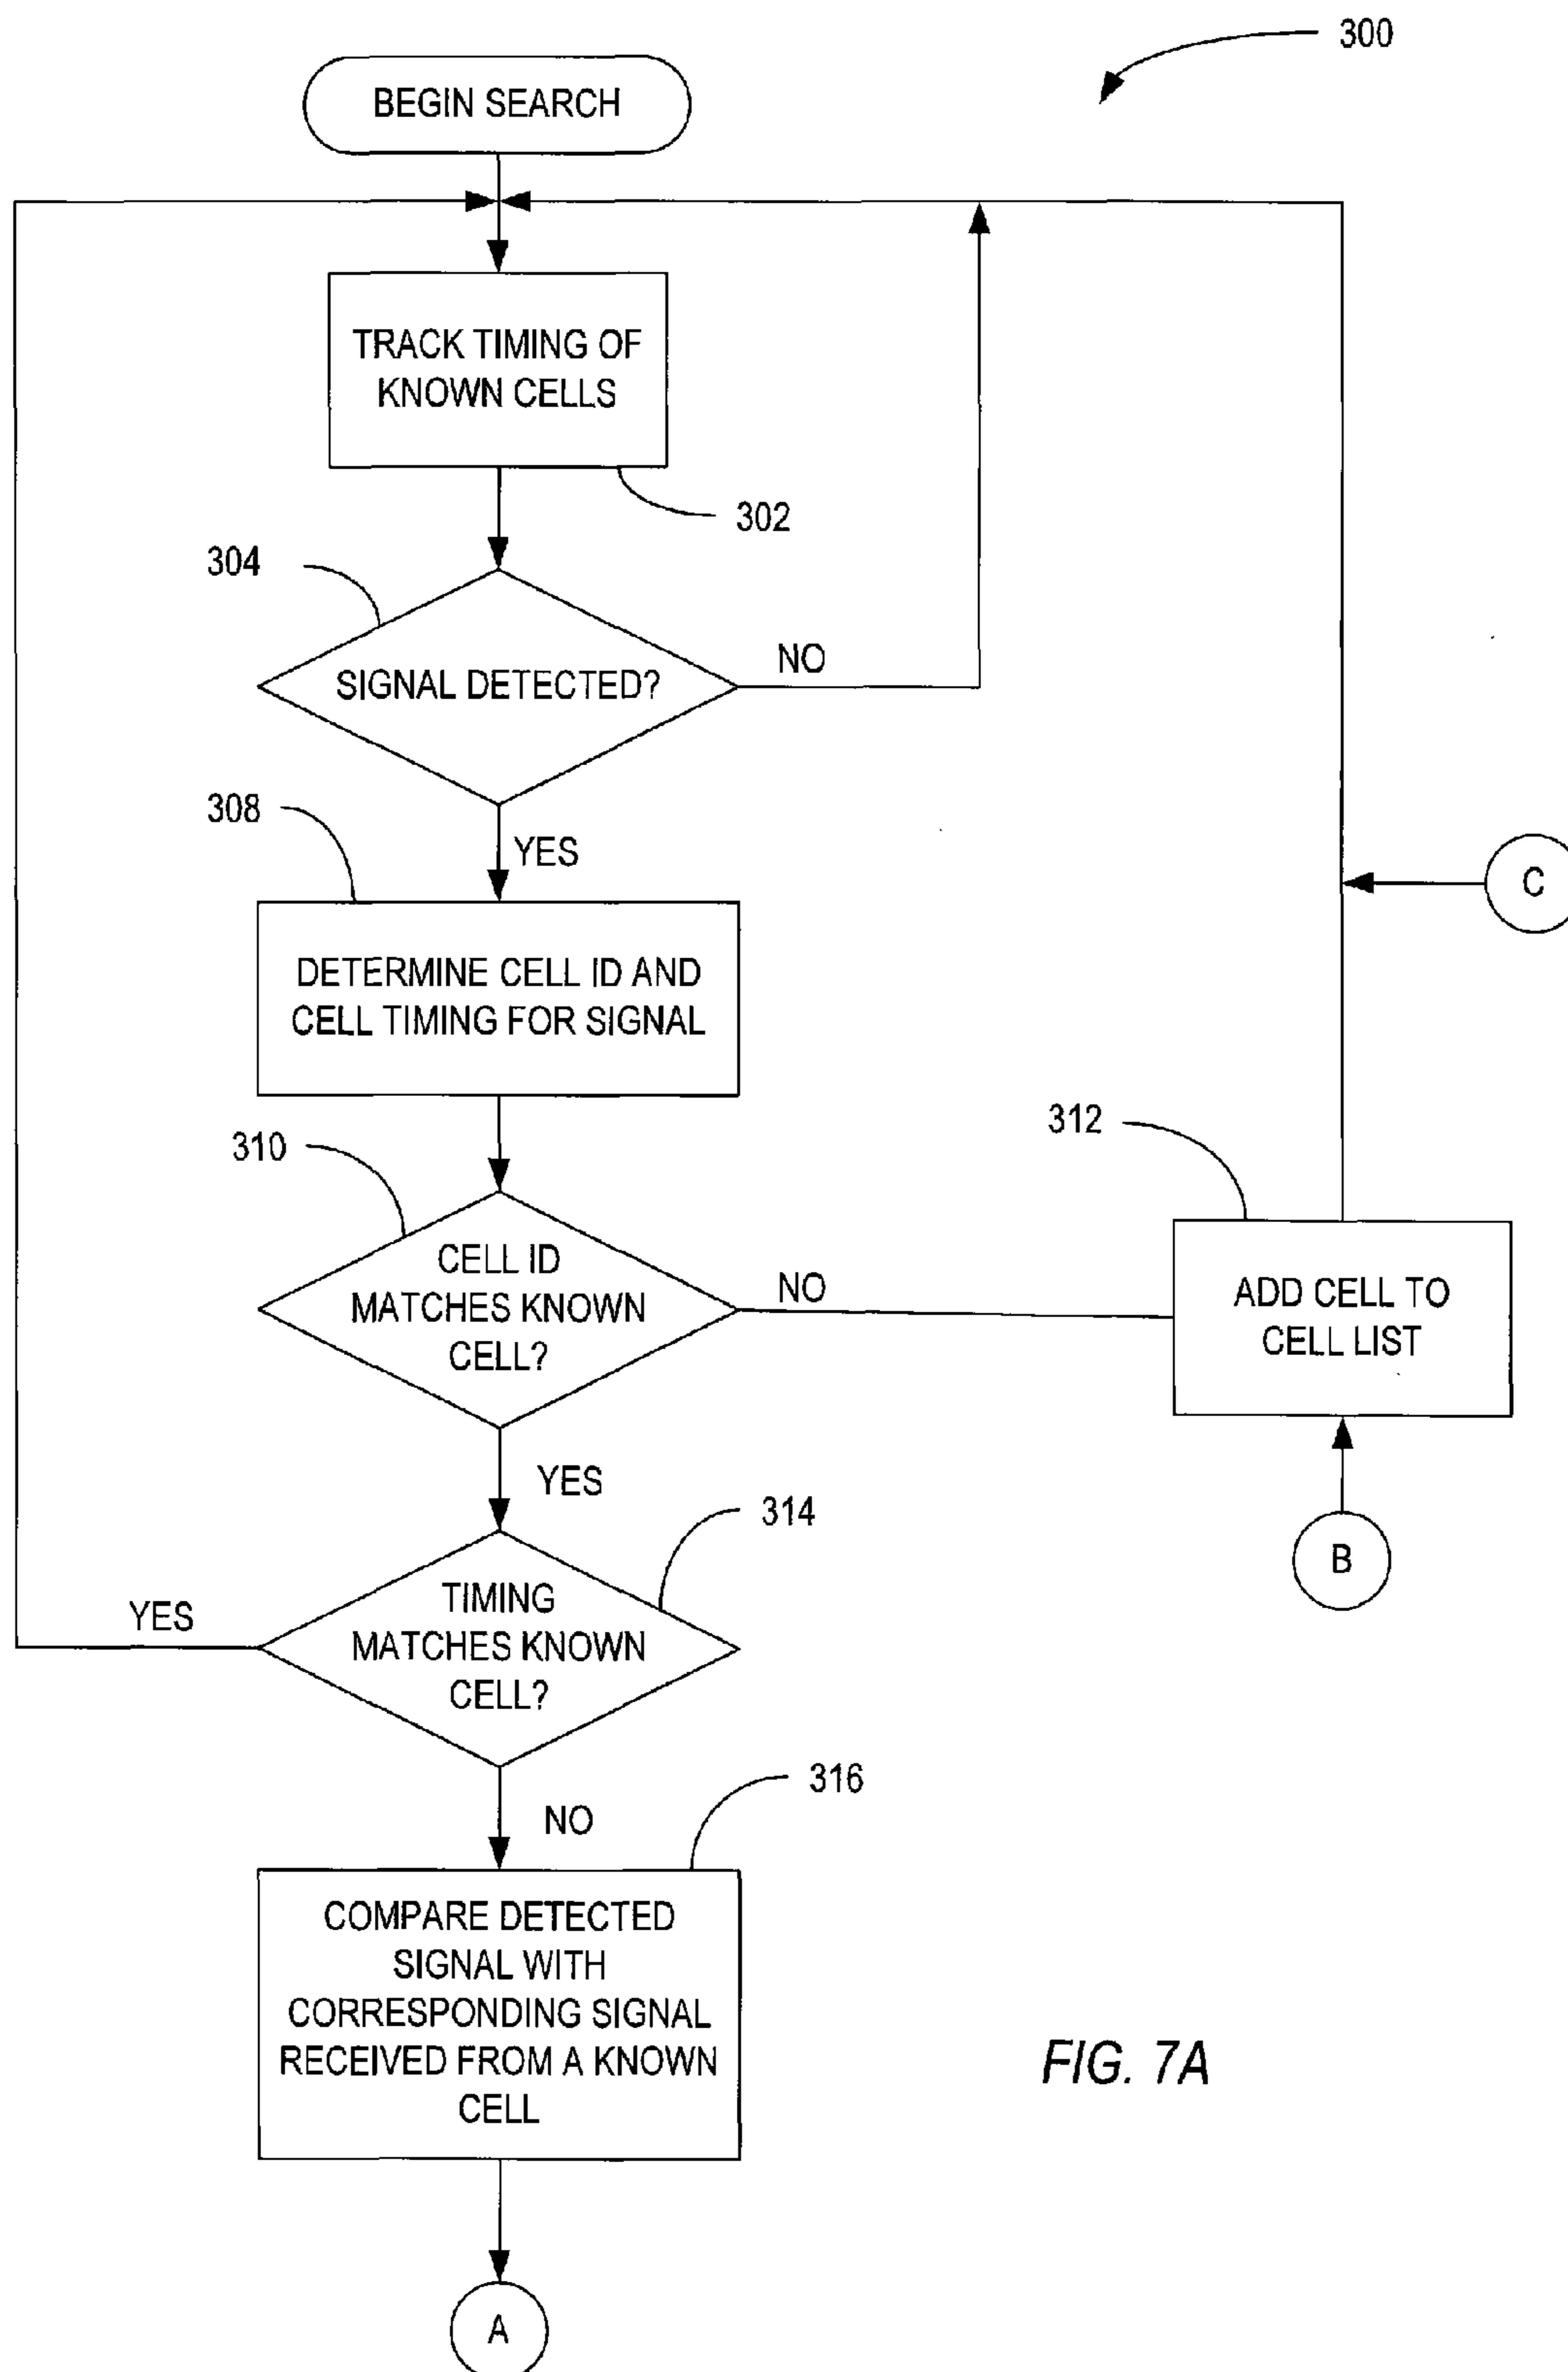 300
BEGIN SEARCH
TRACK TIMING OF
KNOWN CELLS
302
304
SIGNAL DETECTED?
NO
308
YES
DETERMINE CELL ID AND
CELL TIMING FOR SIGNAL
C
310
312
CELL ID
MATCHES KNOWN
CELL?
NO
ADD CELL TO
CELL LIST
YES
314
B
TIMING
MATCHES KNOWN
CELL?
YES
316
NO
COMPARE DETECTED
SIGNAL WITH
CORRESPONDING SIGNAL
RECEIVED FROM A KNOWN
CELL
FIG. 7A
A